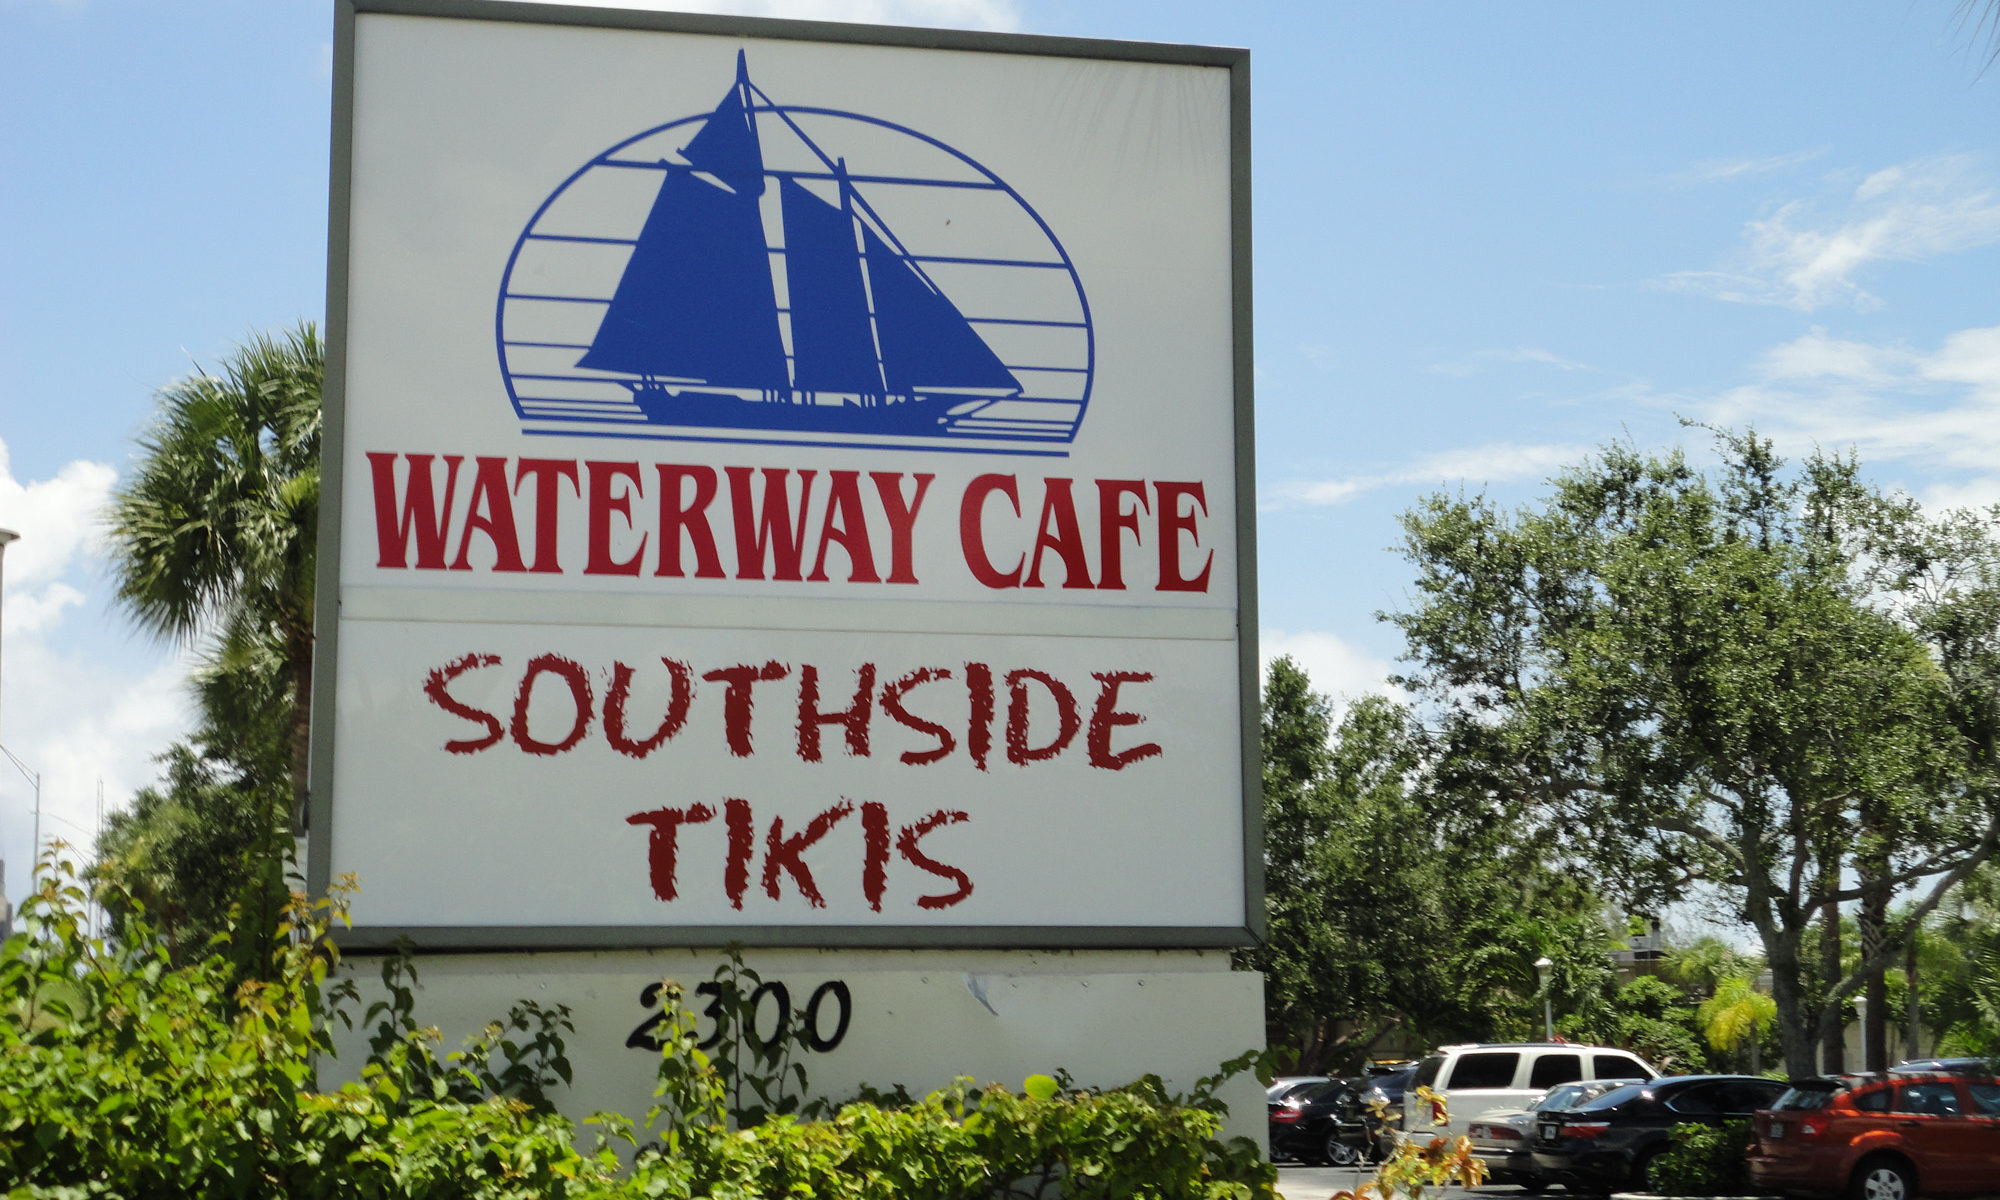 WATERWAY CAFE
SOUTHSIDE
TIKIS
2300